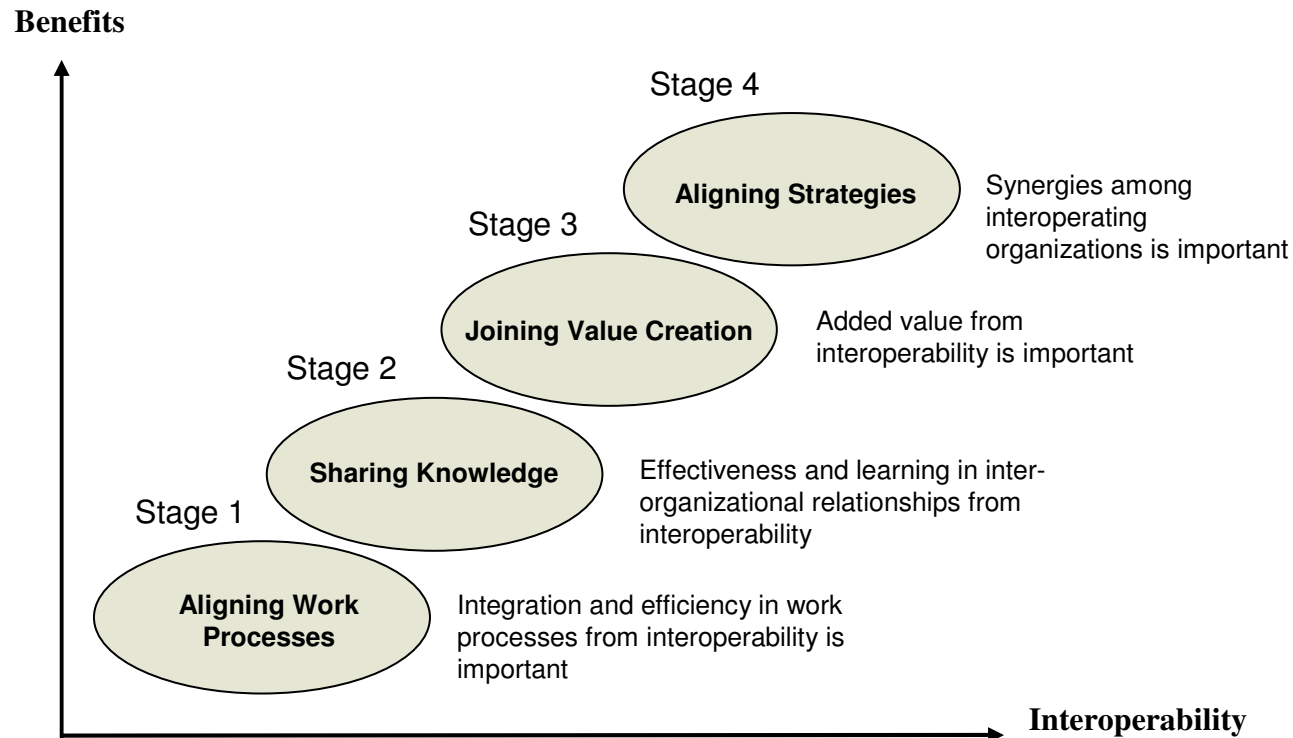 Benefits
Stage 4
Aligning Strategies
Synergies among
interoperating
organizations is important
Stage 3
Joining Value Creation
Added value from
interoperability is important
Stage 2
Sharing Knowledge
Effectiveness and learning in inter-
organizational relationships from
interoperability
Stage 1
Aligning Work
Processes
Integration and efficiency in work
processes from interoperability is
important
Interoperability